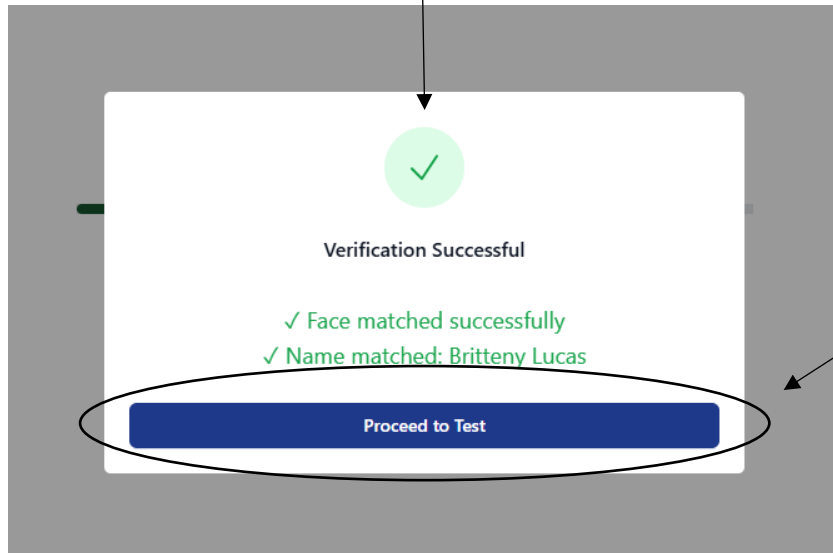 Verification Successful
✓ Face matched successfully
✓ Name matched: Britteny Lucas
Proceed to Test